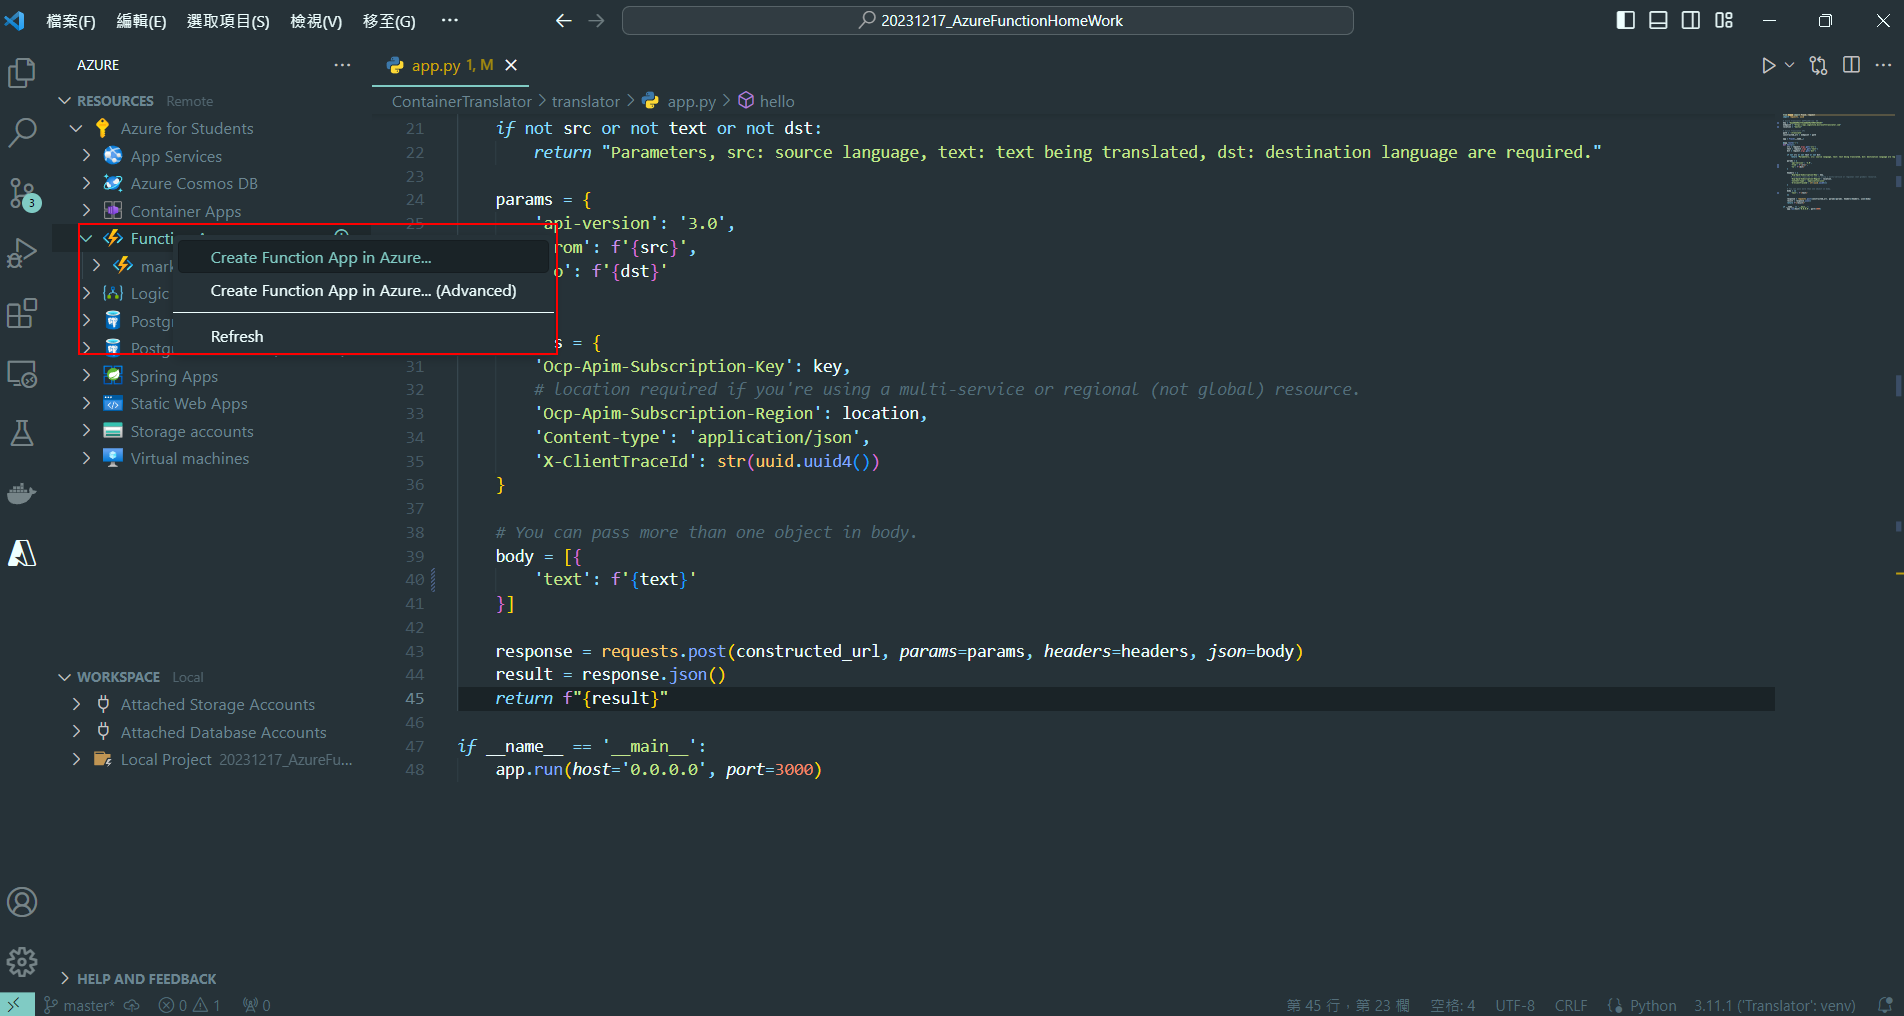 檔案(F) 編輯(E) 選取項目(S) 檢視(V) 移至(G) ··· 20231217_AzureFunctionHomeWork
AZURE ···
RESOURCES Remote
Azure for Students
App Services
Azure Cosmos DB
Container Apps
Functi
mark
Logic
Postgr
Postgr
Spring Apps
Static Web Apps
Storage accounts
Virtual machines
Create Function App in Azure...
Create Function App in Azure... (Advanced)
Refresh
WORKSPACE Local
Attached Storage Accounts
Attached Database Accounts
Local Project 20231217_AzureFu...
HELP AND FEEDBACK
3
app.py 1, M
ContainerTranslator > translator > app.py > hello
21 if not src or not text or not dst:
22 return "Parameters, src: source language, text: text being translated, dst: destination language are required."
23
24 params = {
25 'api-version': '3.0',
rom': f'{src}',
o': f'{dst}'
s = {
31 'Ocp-Apim-Subscription-Key': key,
32 # location required if you're using a multi-service or regional (not global) resource.
33 'Ocp-Apim-Subscription-Region': location,
34 'Content-type': 'application/json',
35 'X-ClientTraceId': str(uuid.uuid4())
36 }
37
38 # You can pass more than one object in body.
39 body = [{
40 'text': f'{text}'
41 }]
42
43 response = requests.post(constructed_url, params=params, headers=headers, json=body)
44 result = response.json()
45 return f"{result}"
46
47 if __name__ == '__main__':
48 app.run(host='0.0.0.0', port=3000)
master* 0 1 0 第 45 行，第 23 欄 空格: 4 UTF-8 CRLF Python 3.11.1 ('Translator': venv)